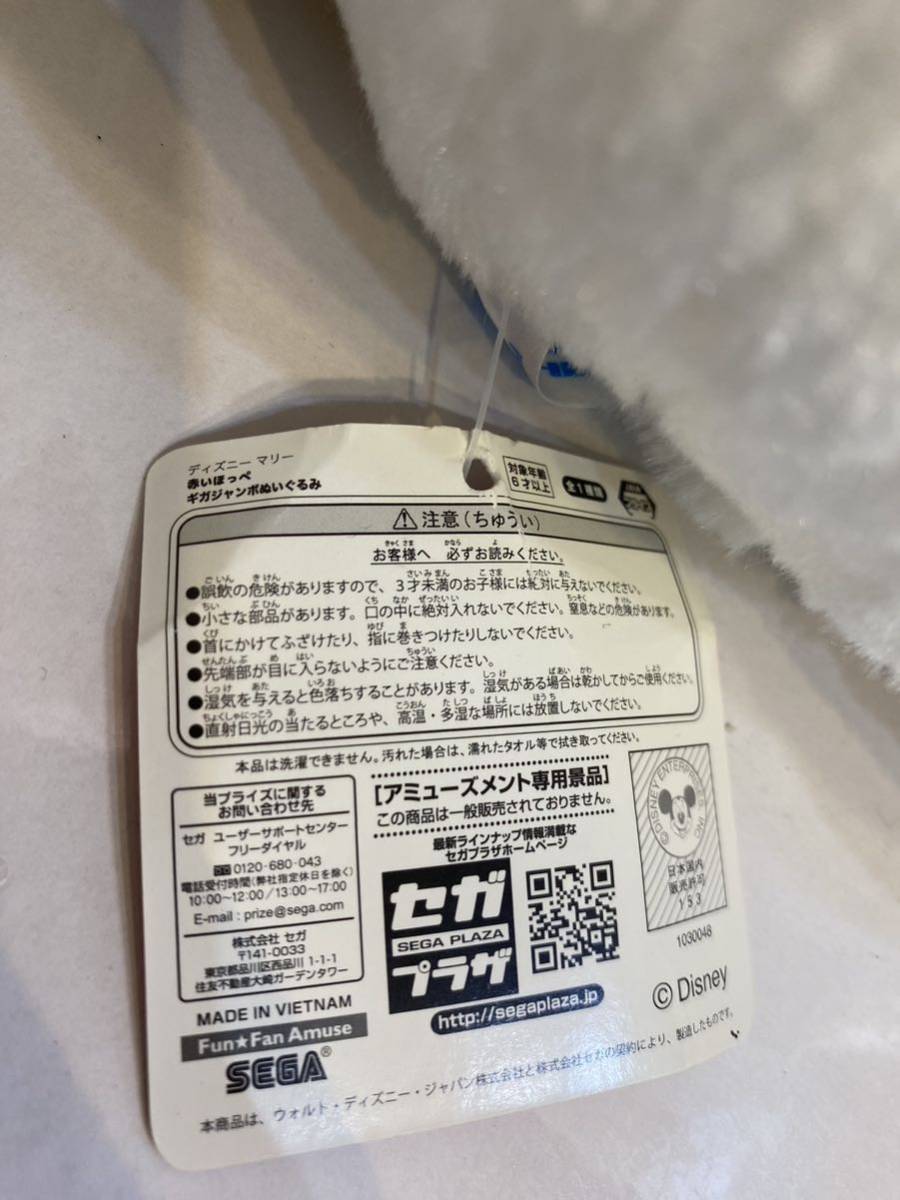 ディズニー マリー
赤いほっぺ
ギガジャンボぬいぐるみ
対象年齢
6才以上
全1種類
注意(ちゅうい)
お客様へ 必ずお読みください。
●誤飲の危険がありますので、3才未満のお子様には絶対に与えないでください。
●小さな部品があります。口の中に絶対入れないでください。窒息などの危険があります。
●首にかけてふざけたり、指に巻きつけたりしないでください。
●先端部が目に入らないようにご注意ください。
●湿気を与えると色落ちすることがあります。湿気がある場合は乾かしてからご使用ください。
●直射日光の当たるところや、高温・多湿な場所には放置しないでください。
本品は洗濯できません。汚れた場合は、濡れたタオル等で拭き取ってください。
当プライズに関する
お問い合わせ先
セガ ユーザーサポートセンター
フリーダイヤル
0120-680-043
電話受付時間(弊社指定休日を除く)
10:00~12:00/13:00~17:00
E-mail:prize@sega.com
株式会社 セガ
〒141-0033
東京都品川区西品川 1-1-1
住友不動産大崎ガーデンタワー
MADE IN VIETNAM
Fun★Fan Amuse
SEGA®
[アミューズメント専用景品]
この商品は一般販売されておりません。
最新ラインナップ情報満載な
セガプラザホームページ
セガ
SEGA PLAZA
プラザ
http://segaplaza.jp
©DISNEY ENTERPRISES INC
日本国内
販売許可
153
1030048
© Disney
本商品は、ウォルト・ディズニー・ジャパン株式会社と株式会社セガの契約により、製造したものです。